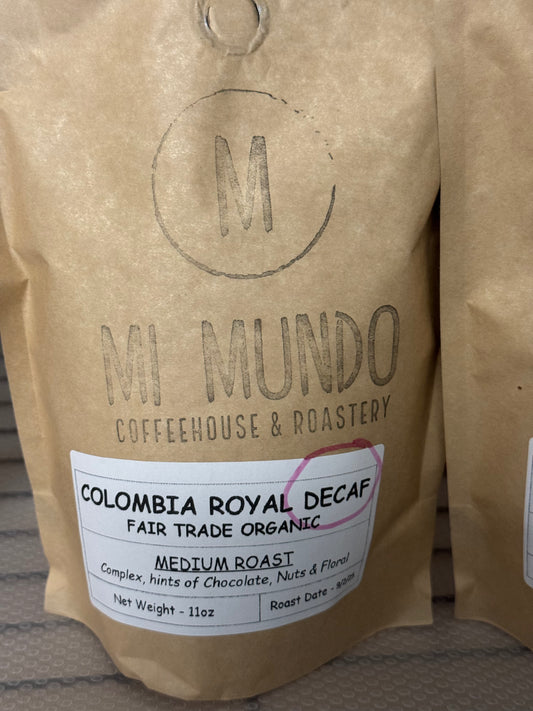 M
MI MUNDO
COFFEEHOUSE & ROASTERY
COLOMBIA ROYAL DECAF
FAIR TRADE ORGANIC
MEDIUM ROAST
Complex, hints of Chocolate, Nuts & Floral
Net Weight - 11oz
Roast Date -